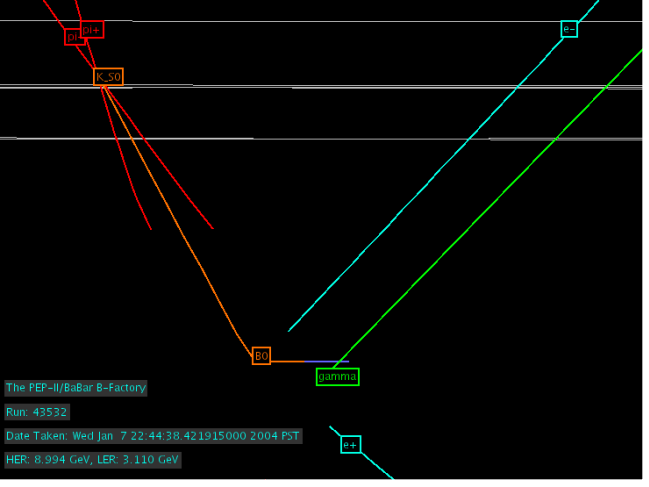 pi-
pi+
e-
K_S0
B0
gamma
The PEP-II/BaBar B-Factory
Run: 43532
Date Taken: Wed Jan 7 22:44:38.421915000 2004 PST
e+
HER: 8.994 GeV, LER: 3.110 GeV